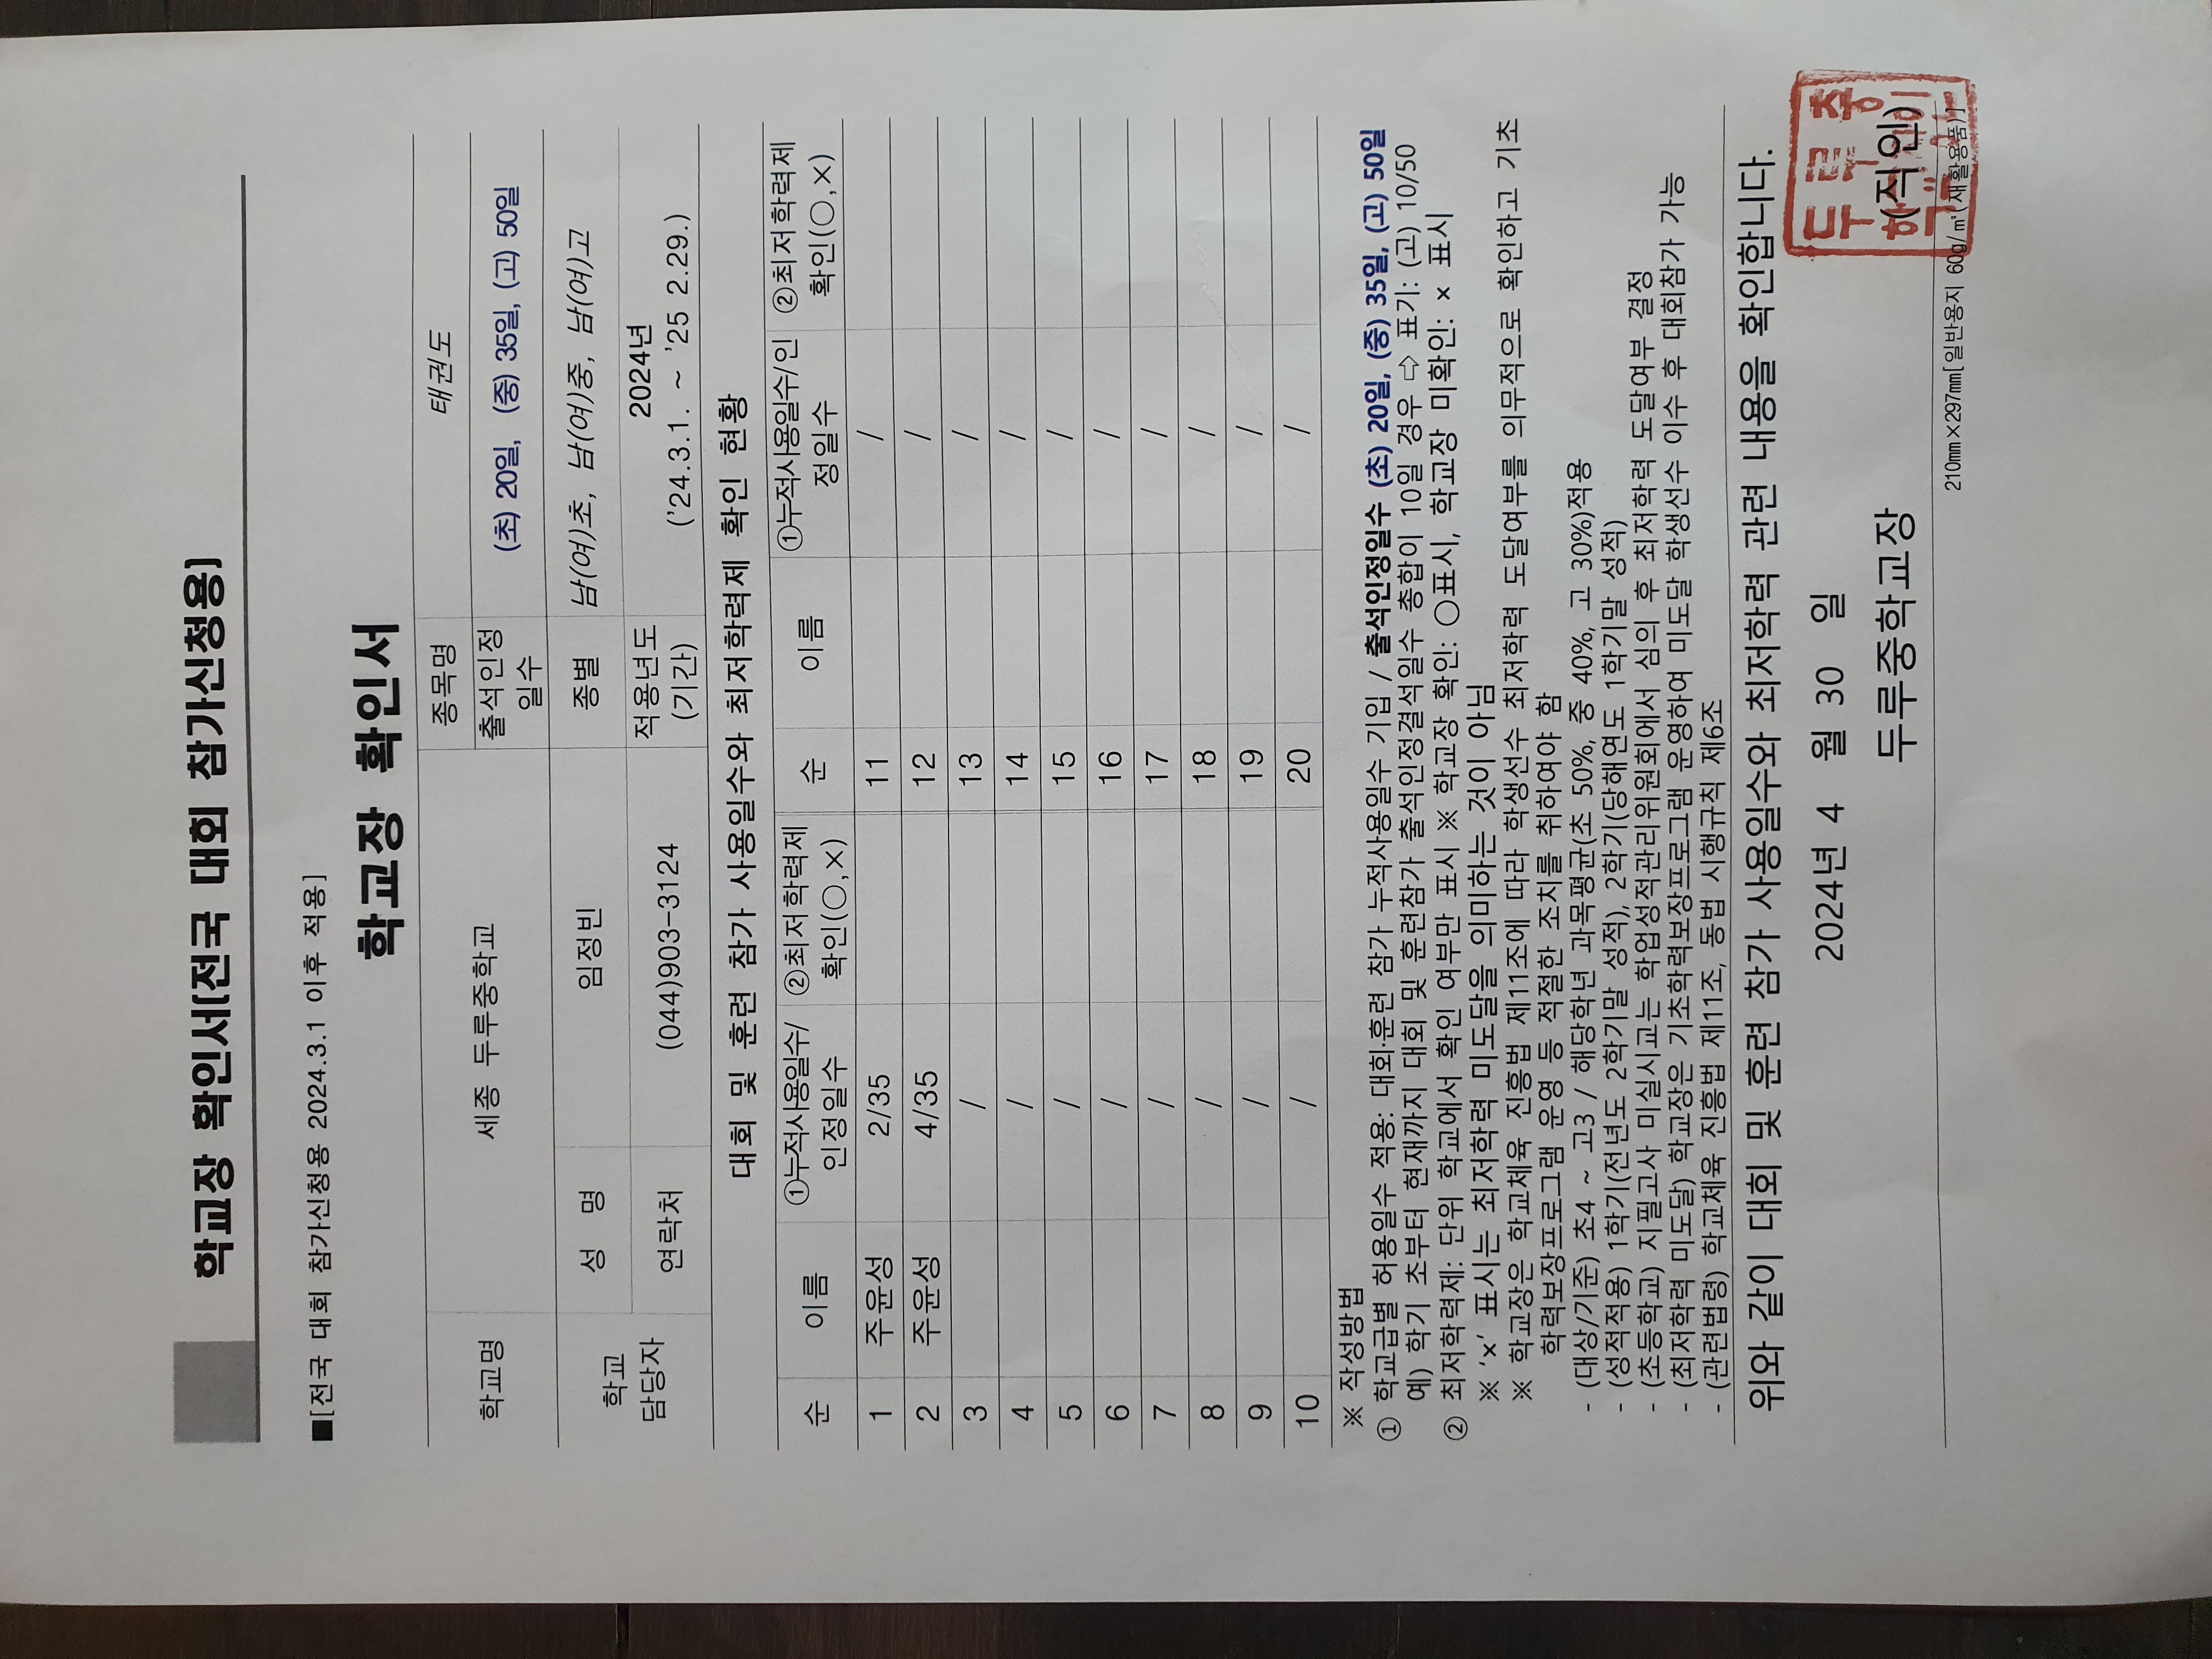 학교장 확인서[전국 대회 참가신청용]
■[전국 대회 참가신청용 2024.3.1 이후 적용]
학교장 확인서
학교명 세종 두루중학교 종목명 태권도
출석인정일수 (초) 20일, (중) 35일, (고) 50일
학교 담당자 성 명 임정빈 종별 남(여)초, 남(여)중, 남(여)고
연락처 (044)903-3124 적용년도(기간) 2024년 ('24.3.1. ~ '25 2.29.)
대회 및 훈련 참가 사용일수와 최저학력제 확인 현황
순 이름 ①누적사용일수/인정일수 ②최저학력제 확인(○,×) 순 이름 ①누적사용일수/인정일수 ②최저학력제 확인(○,×)
1 주윤성 2/35 11 /
2 주윤성 4/35 12 /
3 / 13 /
4 / 14 /
5 / 15 /
6 / 16 /
7 / 17 /
8 / 18 /
9 / 19 /
10 / 20 /
※ 작성방법
① 학교급별 허용일수 적용: 대회·훈련 참가 누적사용일수 기입 / 출석인정일수 (초) 20일, (중) 35일, (고) 50일
예) 학기 초부터 현재까지 대회 및 훈련참가 출석인정결석일수 총합이 10일 경우 ⇨ 표기: (고) 10/50
② 최저학력제: 단위 학교에서 확인 여부만 표시 ※ 학교장 확인: ○표시, 학교장 미확인: × 표시
※ '×' 표시는 최저학력 미도달을 의미하는 것이 아님
※ 학교장은 학교체육 진흥법 제11조에 따라 학생선수 최저학력 도달여부를 의무적으로 확인하고 기초
학력보장프로그램 운영 등 적절한 조치를 취하여야 함
- (대상/기준) 초4 ~ 고3 / 해당학년 과목평균(초 50%, 중 40%, 고 30%)적용
- (성적적용) 1학기(전년도 2학기말 성적), 2학기(당해연도 1학기말 성적)
- (초등학교) 지필고사 미실시교는 학업성적관리위원회에서 심의 후 최저학력 도달여부 결정
- (최저학력 미도달) 학교장은 기초학력보장프로그램 운영하여 미도달 학생선수 이수 후 대회참가 가능
- (관련법령) 학교체육 진흥법 제11조, 동법 시행규칙 제6조
위와 같이 대회 및 훈련 참가 사용일수와 최저학력 관련 내용을 확인합니다.
2024년 4 월 30 일
두루중학교장 (직인)
210㎜×297㎜[일반용지 60g/㎡(재활용품)]